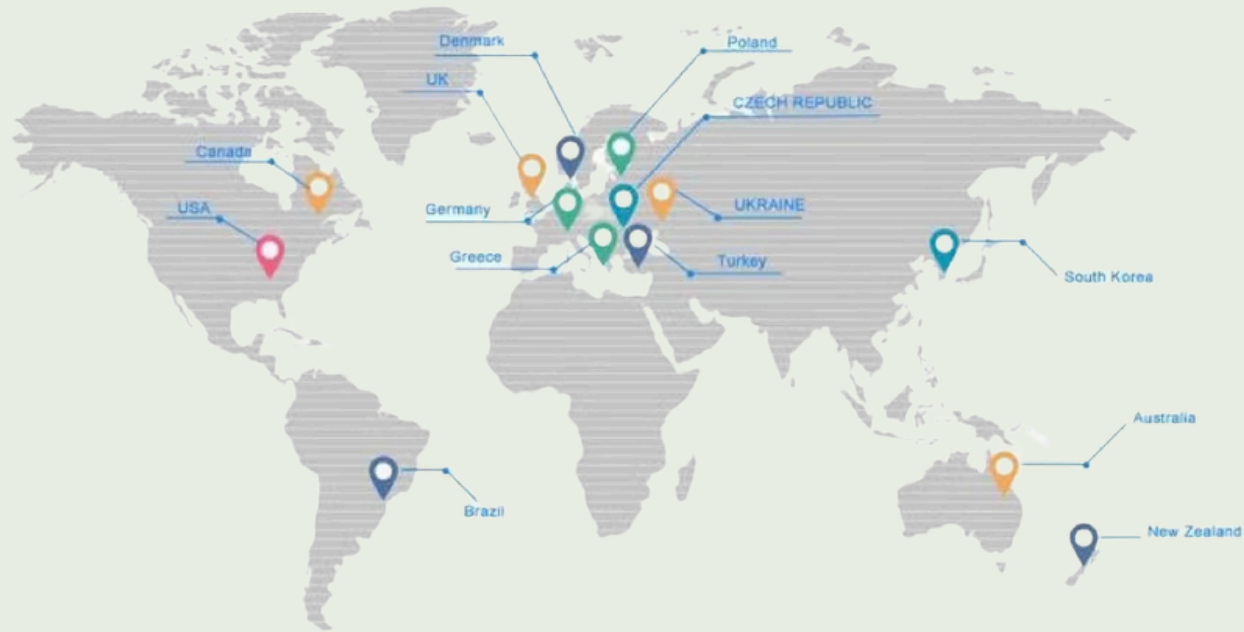 Denmark
Poland
UK
CZECH REPUBLIC
Canada
USA
Germany
UKRAINE
Greece
Turkey
South Korea
Australia
Brazil
New Zealand